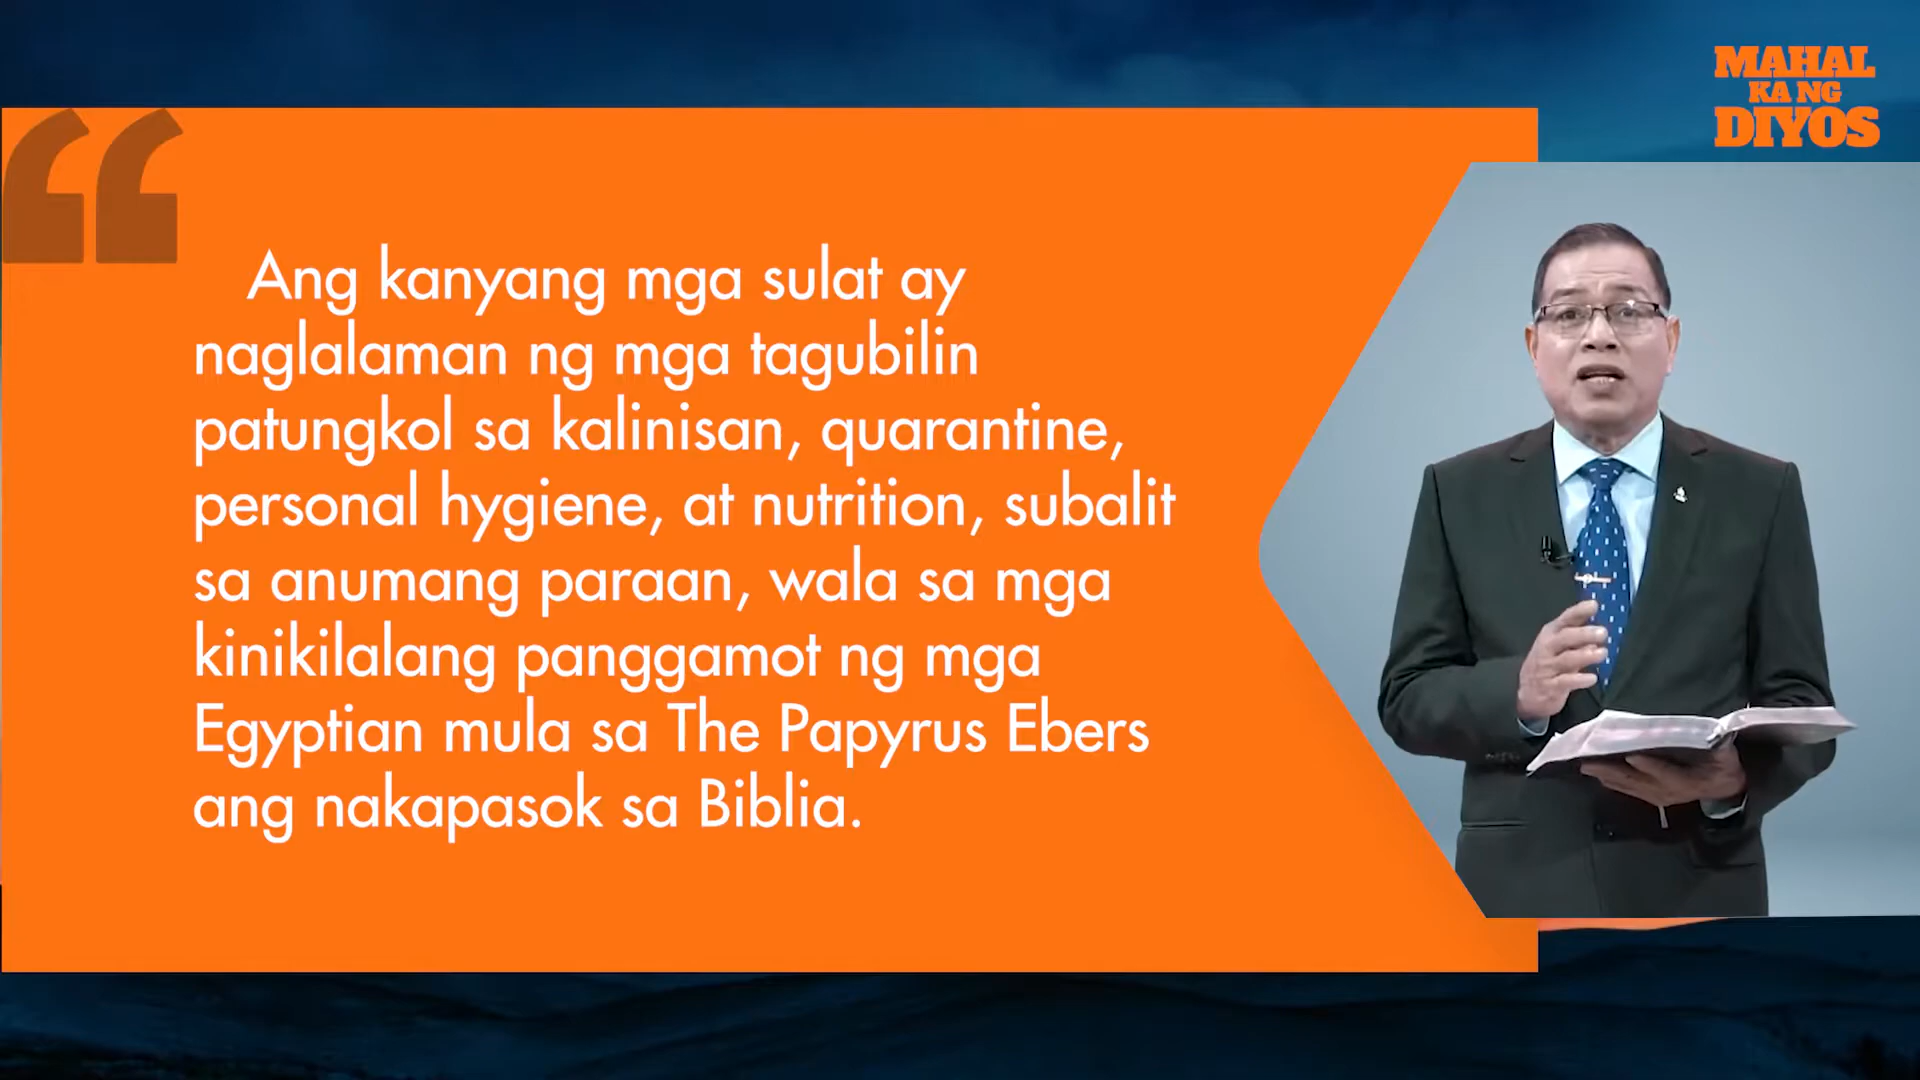 MAHAL
KA NG
DIYOS
“
Ang kanyang mga sulat ay
naglalaman ng mga tagubilin
patungkol sa kalinisan, quarantine,
personal hygiene, at nutrition, subalit
sa anumang paraan, wala sa mga
kinikilalang panggamot ng mga
Egyptian mula sa The Papyrus Ebers
ang nakapasok sa Biblia.